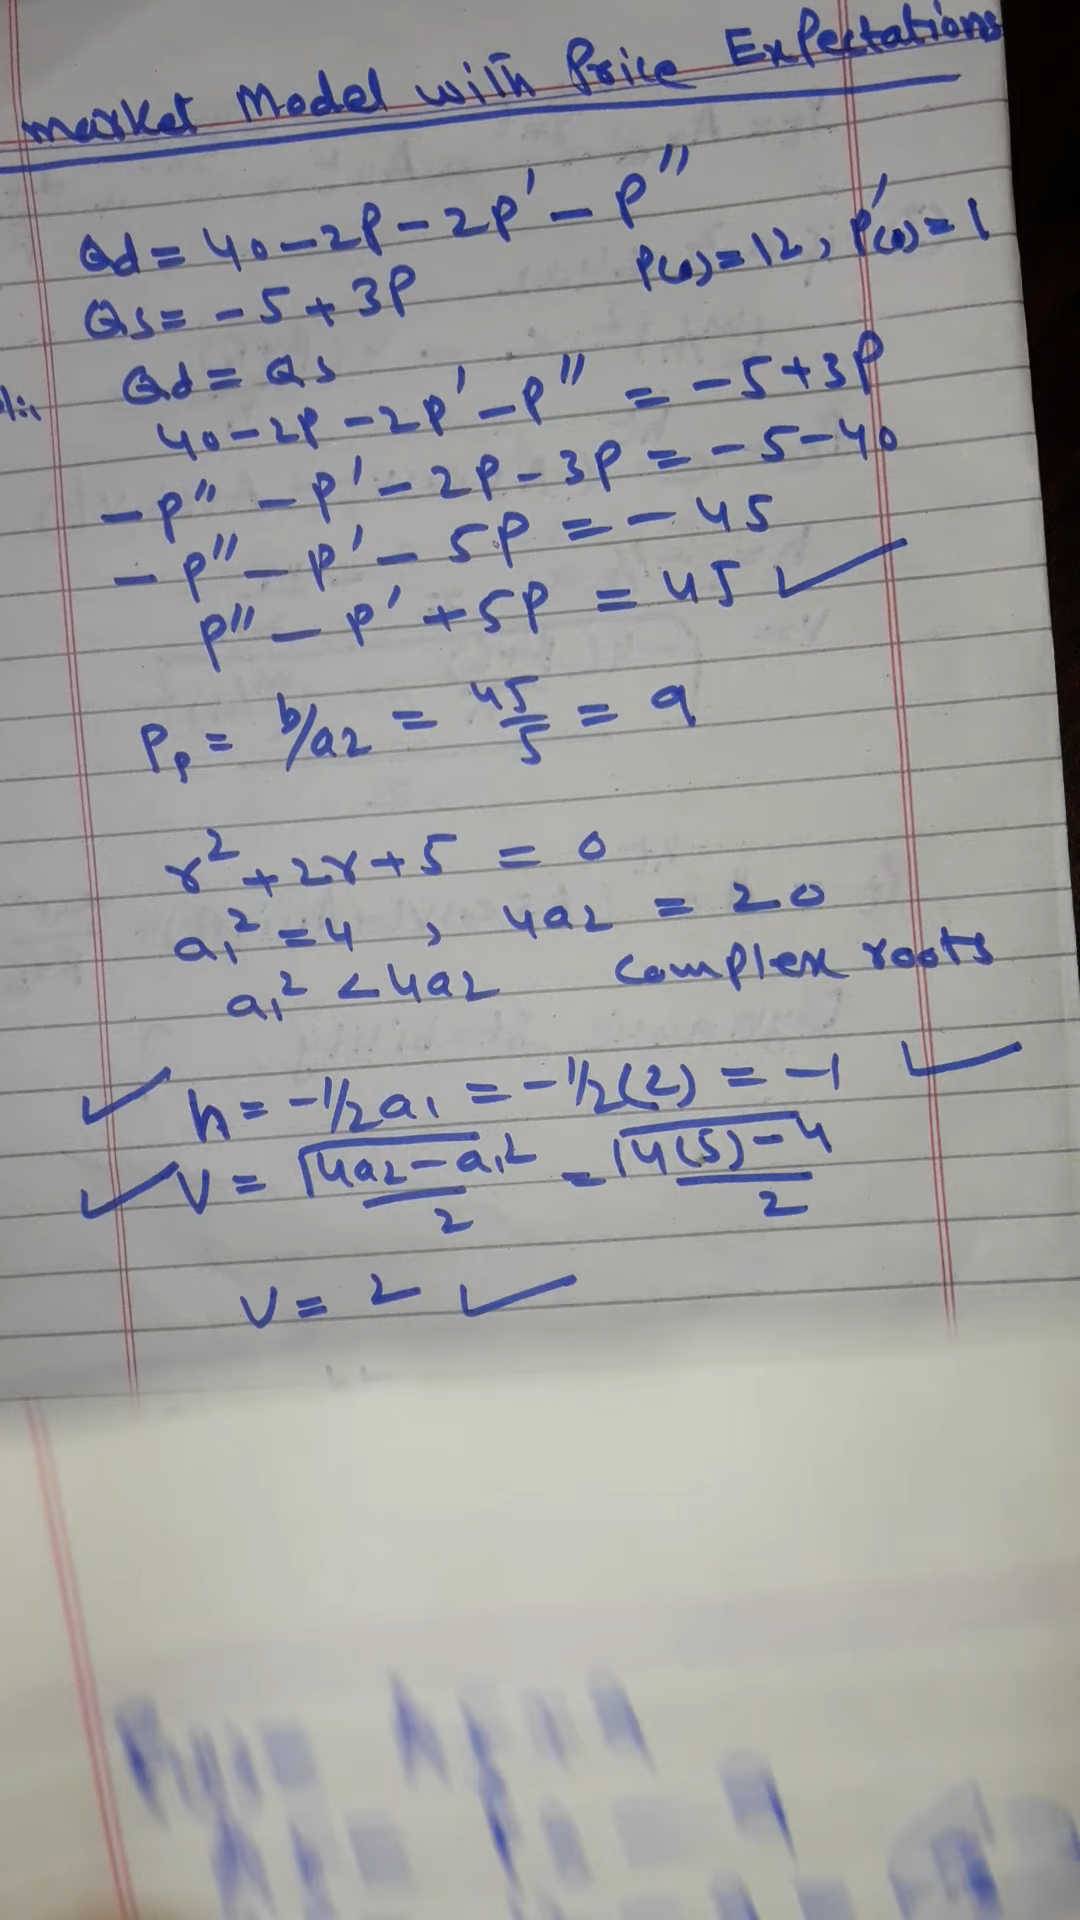 Market Model with Price Expectations
Qd = 40 - 2P - 2P' - P''
P(0) = 12, P'(0) = 1
Qs = - 5 + 3P
Qd = Qs
40 - 2P - 2P' - P'' = - 5 + 3P
- P'' - P' - 2P - 3P = - 5 - 40
- P'' - P' - 5P = - 45
P'' - P' + 5P = 45 ✓
Pp = b/a2 = 45/5 = 9
r² + 2r + 5 = 0
a1² = 4 , 4a2 = 20
a1² < 4a2 Complex roots
✓ h = -1/2 a1 = -1/2 (2) = -1 ✓
✓ V = √4a2 - a1² / 2 = √4(5) - 4 / 2
V = 2 ✓